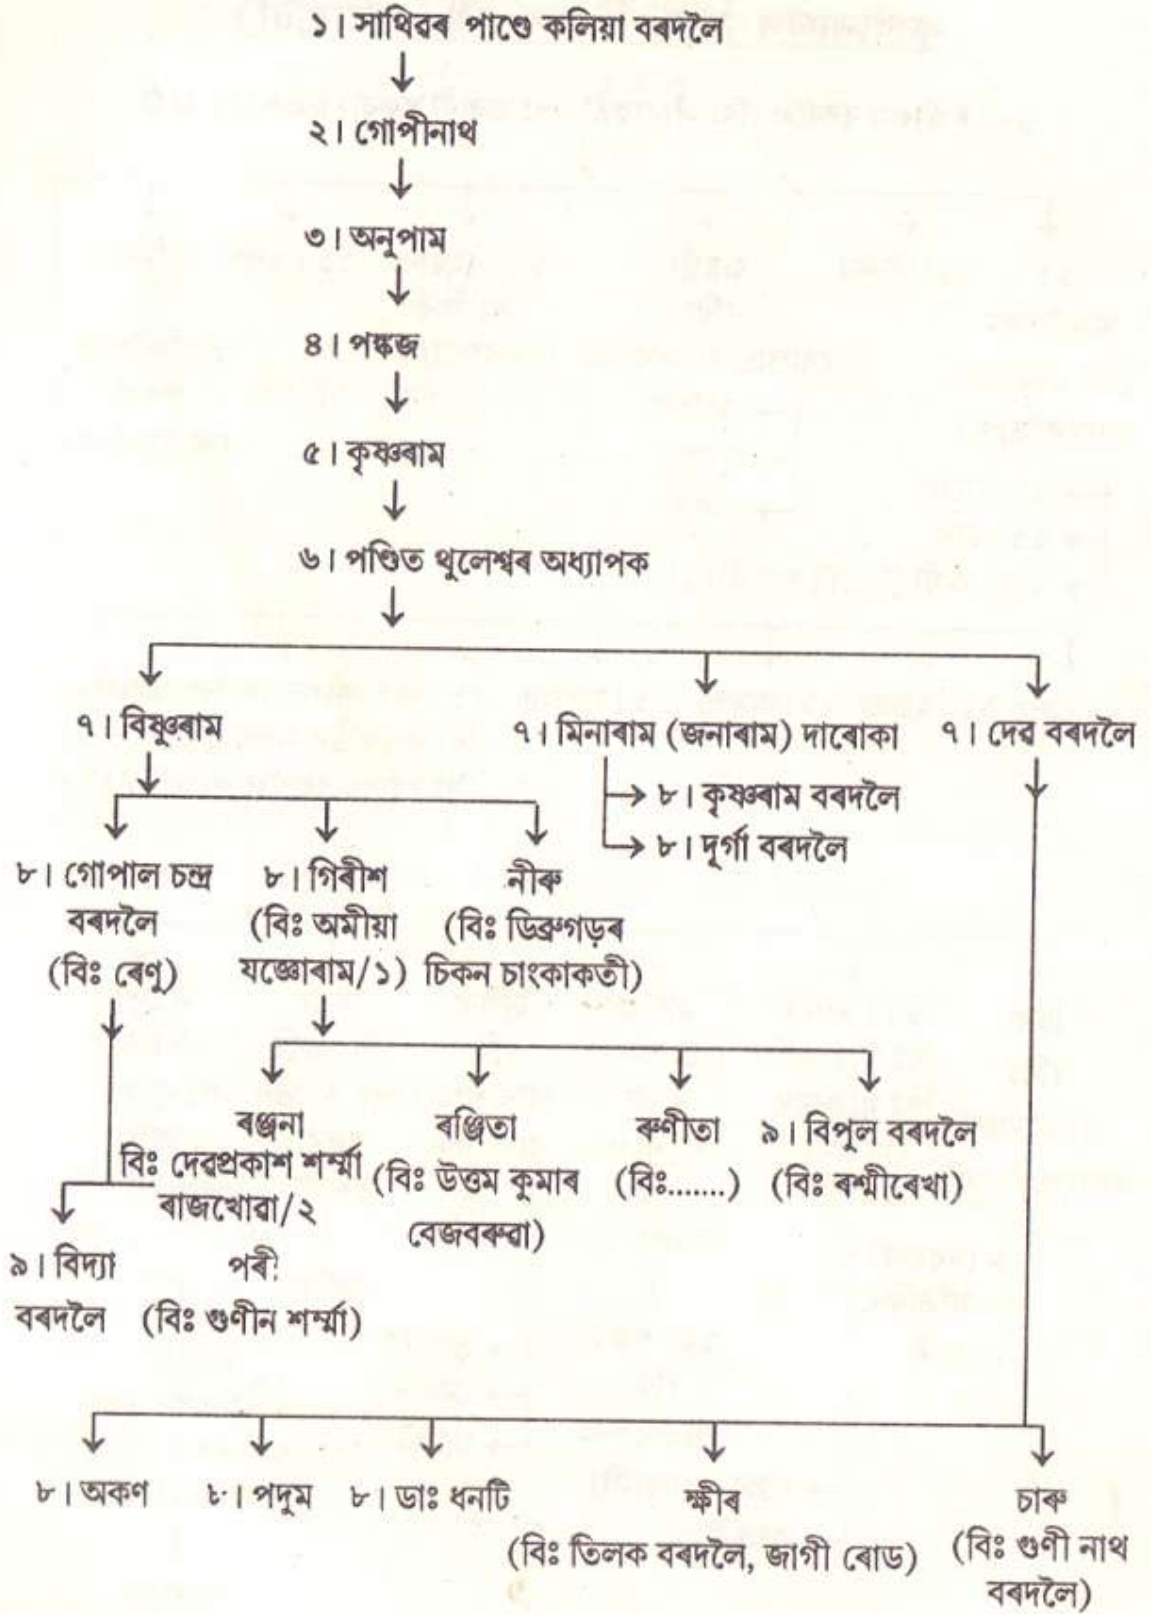 ১। সাথিৱৰ পাণ্ডে কলিয়া বৰদলৈ
২। গোপীনাথ
৩। অনুপাম
৪। পঙ্কজ
৫। কৃষ্ণৰাম
৬। পণ্ডিত থুলেশ্বৰ অধ্যাপক
৭। বিষ্ণুৰাম ৭। মিনাৰাম (জনাৰাম) দাৰোকা ৭। দেৱ বৰদলৈ
৮। কৃষ্ণৰাম বৰদলৈ
৮। দূৰ্গা বৰদলৈ
৮। গোপাল চন্দ্ৰ ৮। গিৰীশ নীৰু
বৰদলৈ (বিঃ অমীয়া (বিঃ ডিব্ৰুগড়ৰ
(বিঃ ৰেণু) যজ্ঞোৰাম/১) চিকন চাংকাকতী)
ৰঞ্জনা ৰঞ্জিতা ৰুণীতা ৯। বিপুল বৰদলৈ
বিঃ দেৱপ্ৰকাশ শৰ্ম্মা (বিঃ উত্তম কুমাৰ (বিঃ.......) (বিঃ ৰশ্মীৰেখা)
ৰাজখোৱা/২ বেজবৰুৱা)
৯। বিদ্যা পৰী
বৰদলৈ (বিঃ গুণীন শৰ্ম্মা)
৮। অকণ ৮। পদুম ৮। ডাঃ ধনটি ক্ষীৰ চাৰু
(বিঃ তিলক বৰদলৈ, জাগী ৰোড) (বিঃ গুণী নাথ
বৰদলৈ)